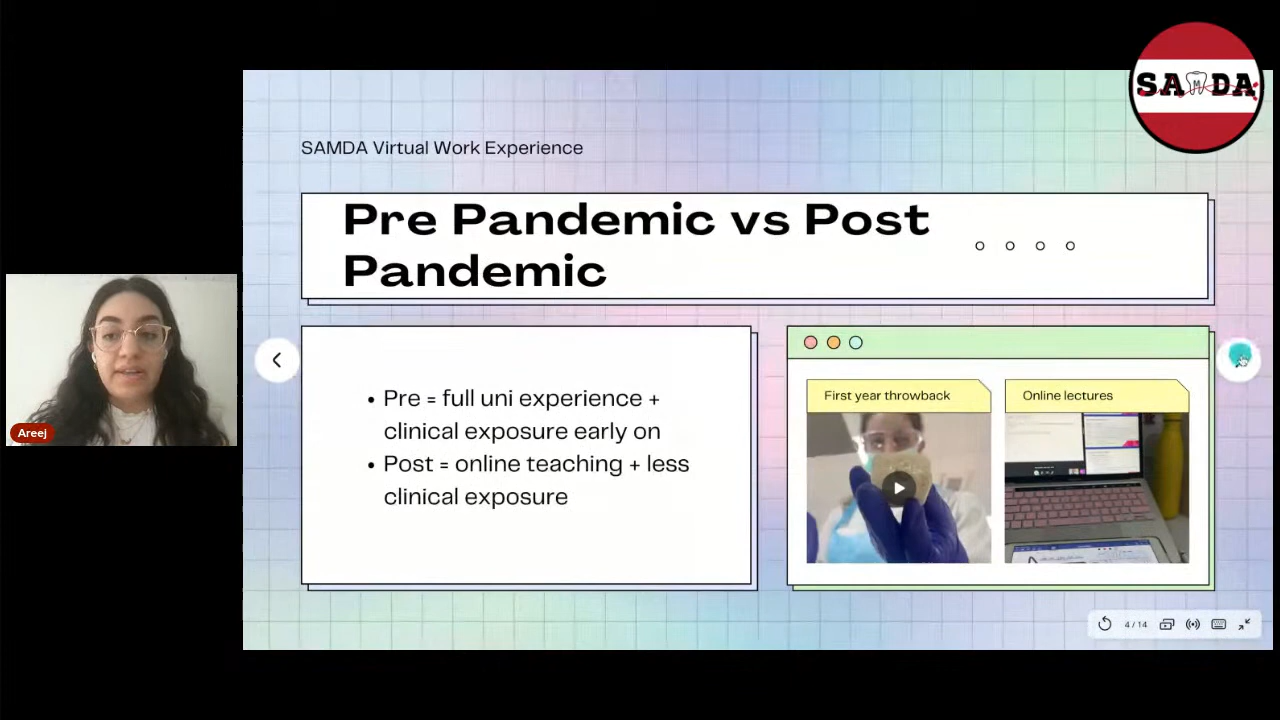 SAMDA
SAMDA Virtual Work Experience
Pre Pandemic vs Post
Pandemic
• Pre = full uni experience +
clinical exposure early on
• Post = online teaching + less
clinical exposure
First year throwback
Online lectures
Areej
4 / 14